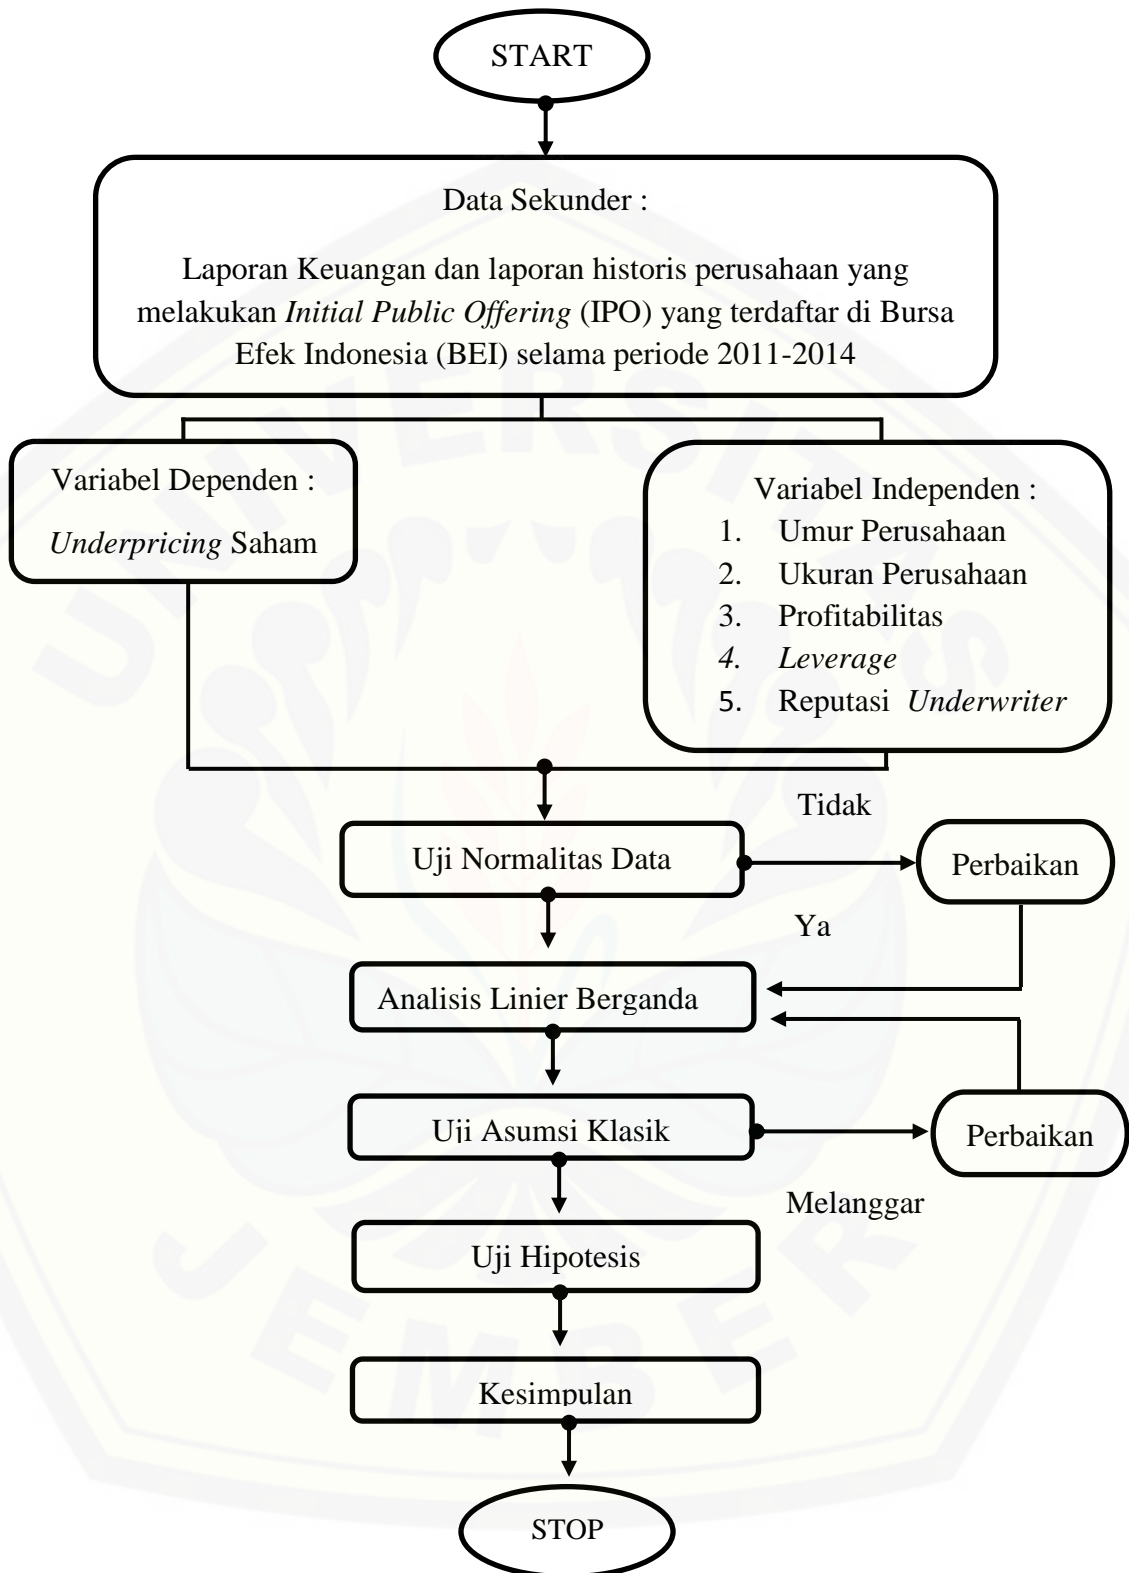 START
Data Sekunder :
Laporan Keuangan dan laporan historis perusahaan yang
melakukan Initial Public Offering (IPO) yang terdaftar di Bursa
Efek Indonesia (BEI) selama periode 2011-2014
Variabel Dependen :
Underpricing Saham
Variabel Independen :
1. Umur Perusahaan
2. Ukuran Perusahaan
3. Profitabilitas
4. Leverage
5. Reputasi Underwriter
Tidak
Uji Normalitas Data
Perbaikan
Ya
Analisis Linier Berganda
Uji Asumsi Klasik
Perbaikan
Melanggar
Uji Hipotesis
Kesimpulan
STOP
UNIVERSITAS
JEMBER